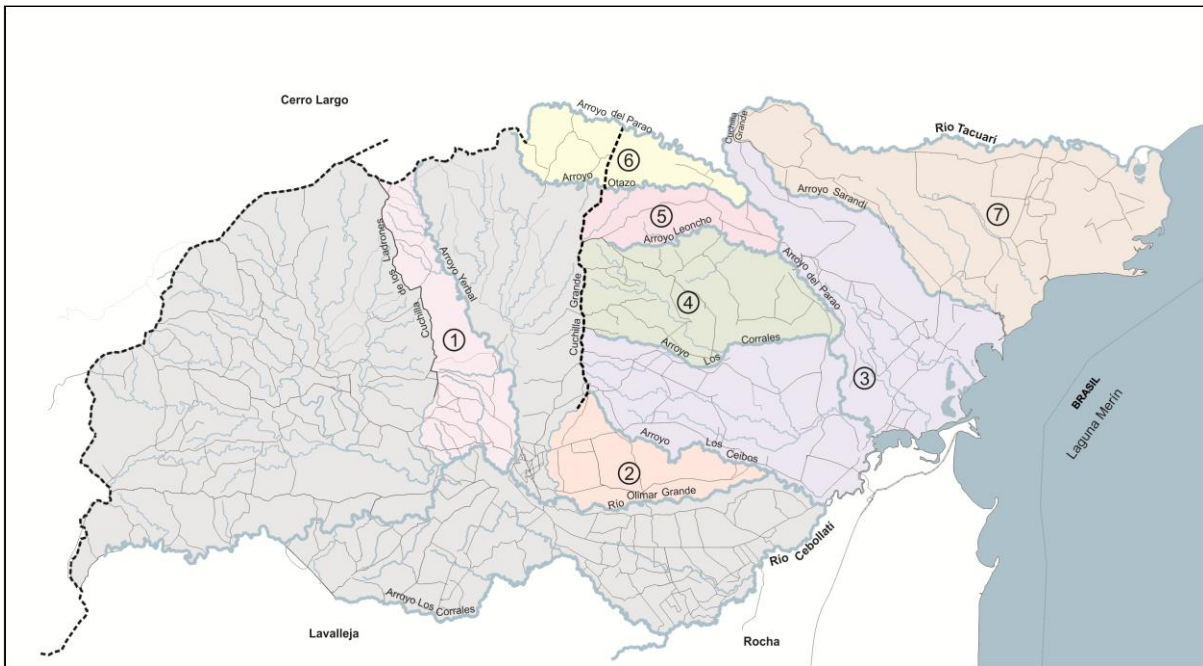 Cerro Largo
Arroyo del Parao
Cuchilla
Grande
Río Tacuarí
6
Arroyo Otazo
Arroyo Sarandí
7
5
Arroyo Leoncho
Cuchilla
de los Ladrones
Arroyo Yerbal
Arroyo del Parao
Cuchilla Grande
4
1
Arroyo Los Corrales
3
BRASIL
Laguna Merín
Arroyo Los Ceibos
2
Río Olimar Grande
Río Cebollatí
Arroyo Los Corrales
Lavalleja
Rocha